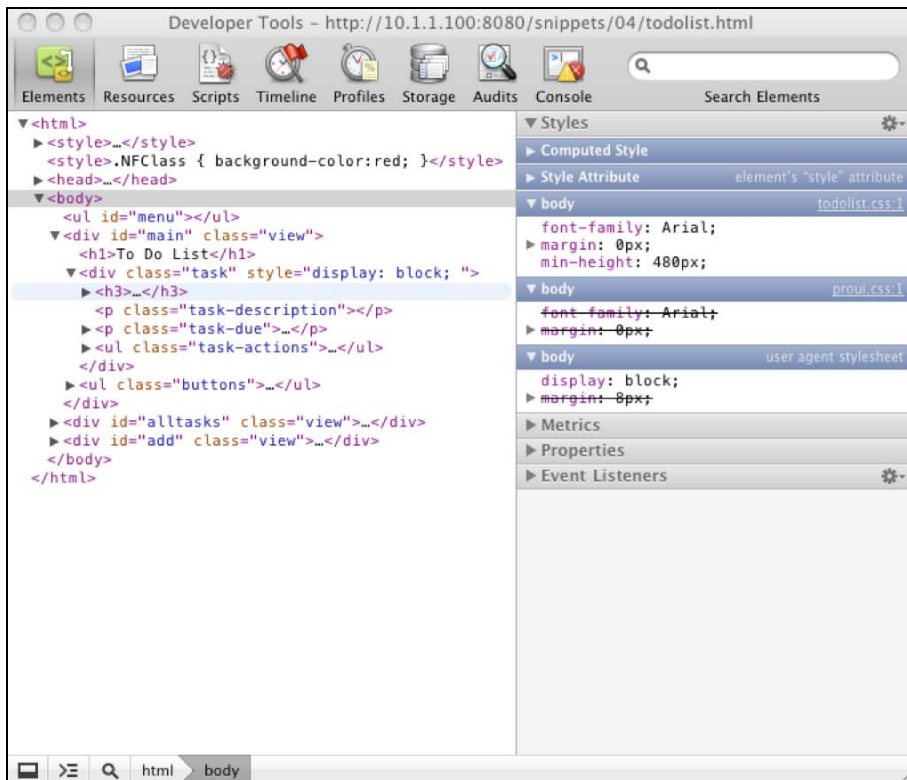 Developer Tools – http://10.1.1.100:8080/snippets/04/todolist.html
Elements Resources Scripts Timeline Profiles Storage Audits Console Search Elements
▼<html>
▶<style>…</style>
<style>.NFClass { background-color:red; }</style>
▶<head>…</head>
▼<body>
<ul id="menu"></ul>
▼<div id="main" class="view">
<h1>To Do List</h1>
▼<div class="task" style="display: block; ">
▶<h3>…</h3>
<p class="task-description"></p>
▶<p class="task-due">…</p>
▶<ul class="task-actions">…</ul>
</div>
▶<ul class="buttons">…</ul>
</div>
▶<div id="alltasks" class="view">…</div>
▶<div id="add" class="view">…</div>
</body>
</html>
▼ Styles
▶ Computed Style
▶ Style Attribute element's "style" attribute
▼ body todolist.css:1
font-family: Arial;
▶ margin: 0px;
min-height: 480px;
▼ body proui.css:1
font-family: Arial;
▶ margin: 0px;
▼ body user agent stylesheet
display: block;
▶ margin: 8px;
▶ Metrics
▶ Properties
▶ Event Listeners
html body